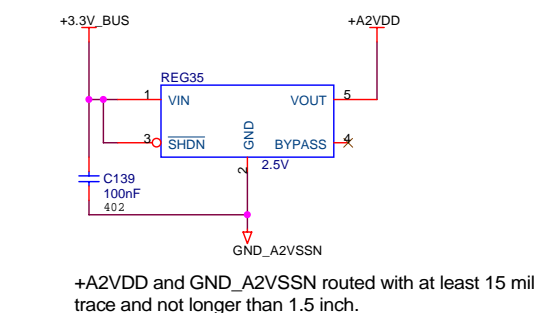 +3.3V_BUS
+A2VDD
REG35
1
VIN
VOUT
5
3
SHDN
GND
BYPASS
4
2
2.5V
C139
100nF
402
GND_A2VSSN
+A2VDD and GND_A2VSSN routed with at least 15 mil
trace and not longer than 1.5 inch.